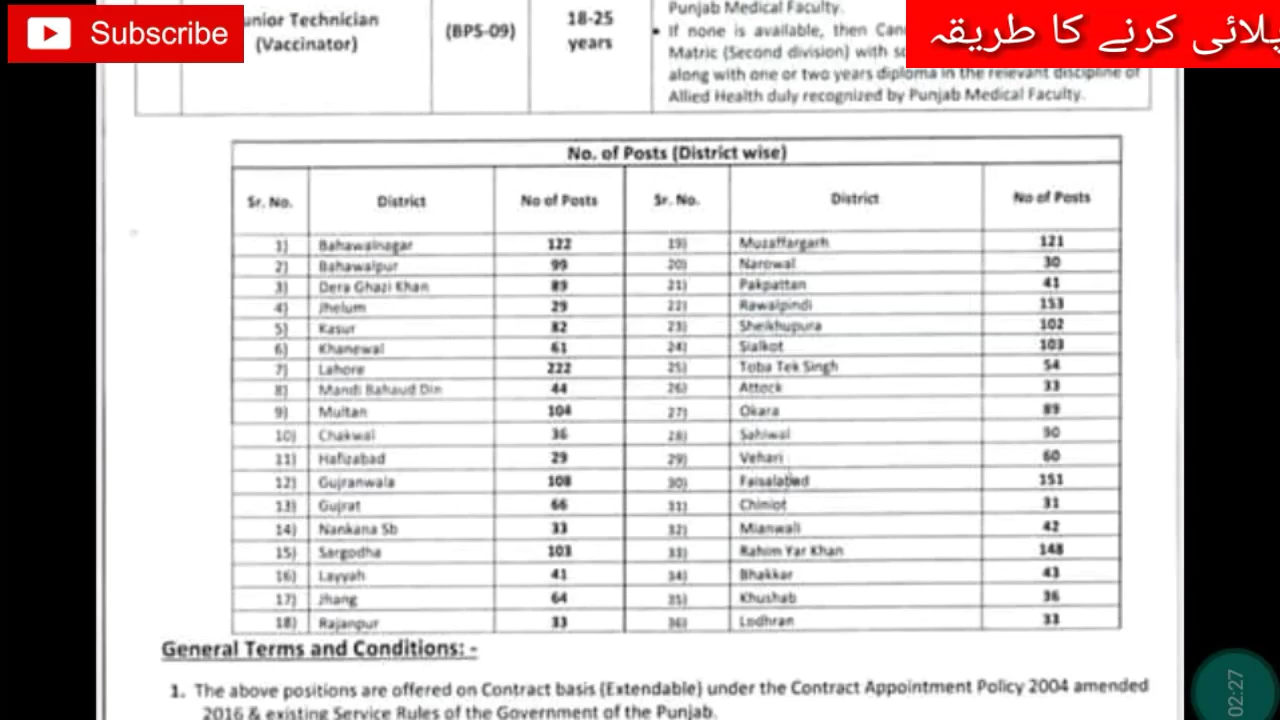 Subscribe
پلائی کرنے کا طریقہ
unior Technician
(Vaccinator)
(BPS-09)
18-25
years
Punjab Medical Faculty.
If none is available, then
Matric (Second division) with
along with one or two years diploma in the relevant discipline of
Allied Health duly recognized by Punjab Medical Faculty.
No. of Posts (District wise)
Sr. No. District No of Posts Sr. No. District No of Posts
1) Bahawalnagar 122 19) Muzaffargarh 121
2) Bahawalpur 99 20) Narowal 30
3) Dera Ghazi Khan 89 21) Pakpattan 41
4) Jhelum 29 22) Rawalpindi 153
5) Kasur 82 23) Sheikhupura 102
6) Khanewal 61 24) Sialkot 103
7) Lahore 222 25) Toba Tek Singh 54
8) Mandi Bahaud Din 44 26) Attock 33
9) Multan 104 27) Okara 89
10) Chakwal 36 28) Sahiwal
11) Hafizabad 29 29) Vehari 60
12) Gujranwala 108 30) Faisalabad 151
13) Gujrat 66 31) Chiniot 31
14) Nankana Sb 33 32) Mianwali 42
15) Sargodha 103 33) Rahim Yar Khan 148
16) Layyah 41 34) Bhakkar 43
17) Jhang 64 35) Khushab 36
18) Rajanpur 33 36) Lodhran 33
General Terms and Conditions: -
1. The above positions are offered on Contract basis (Extendable) under the Contract Appointment Policy 2004 amended
2016 & existing Service Rules of the Government of the Punjab.
02:27